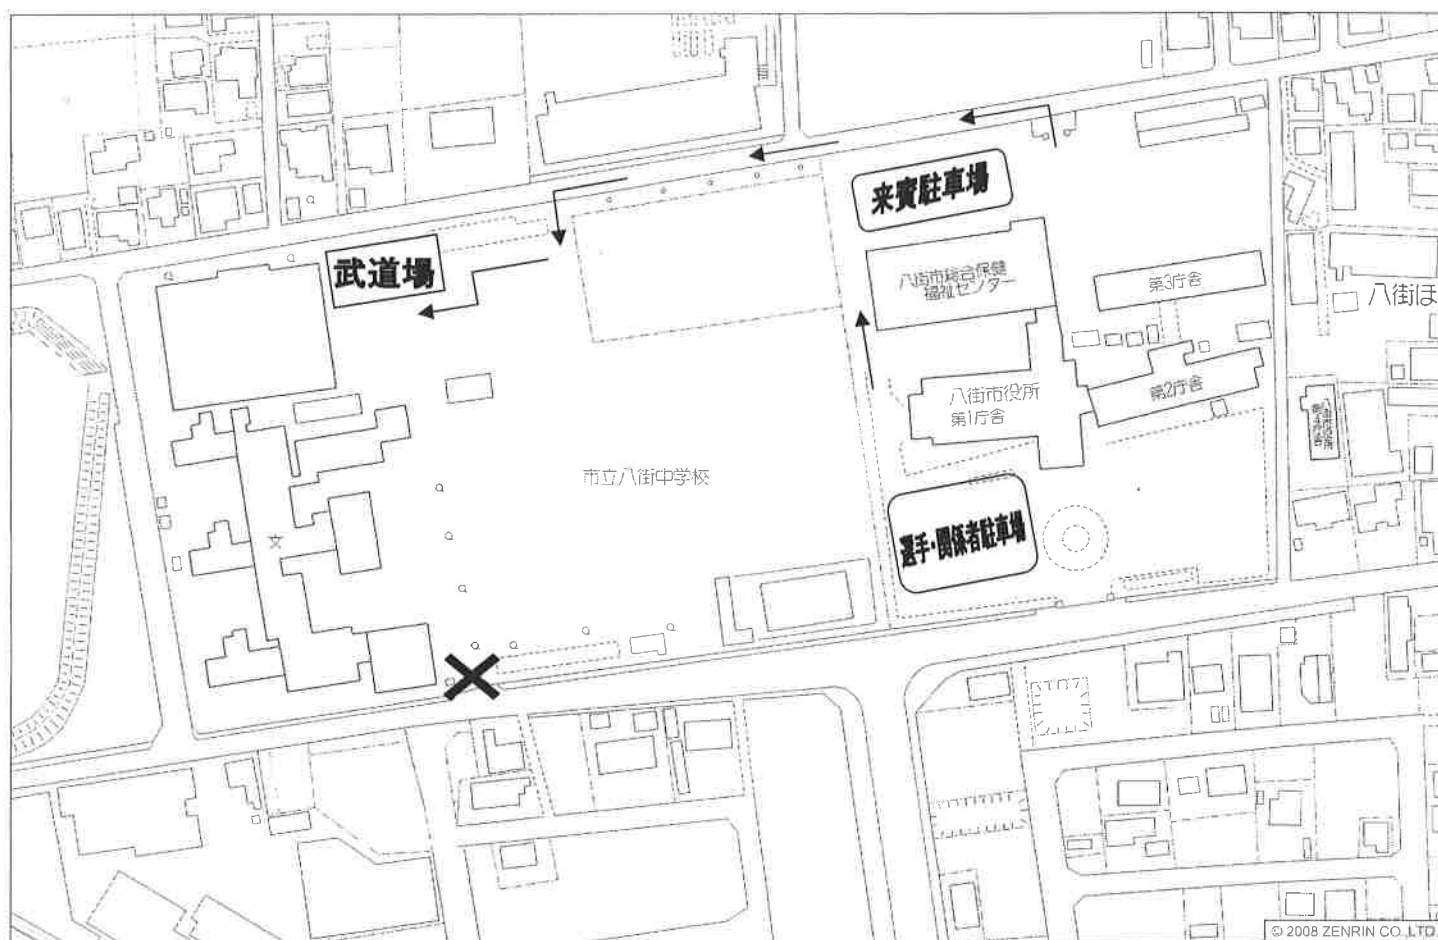 来賓駐車場
武道場
八街市総合保健
福祉センター
第3庁舎
八街ほ
八街市役所
第1庁舎
第2庁舎
市立八街中学校
文
選手・関係者駐車場
© 2008 ZENRIN CO.,LTD.